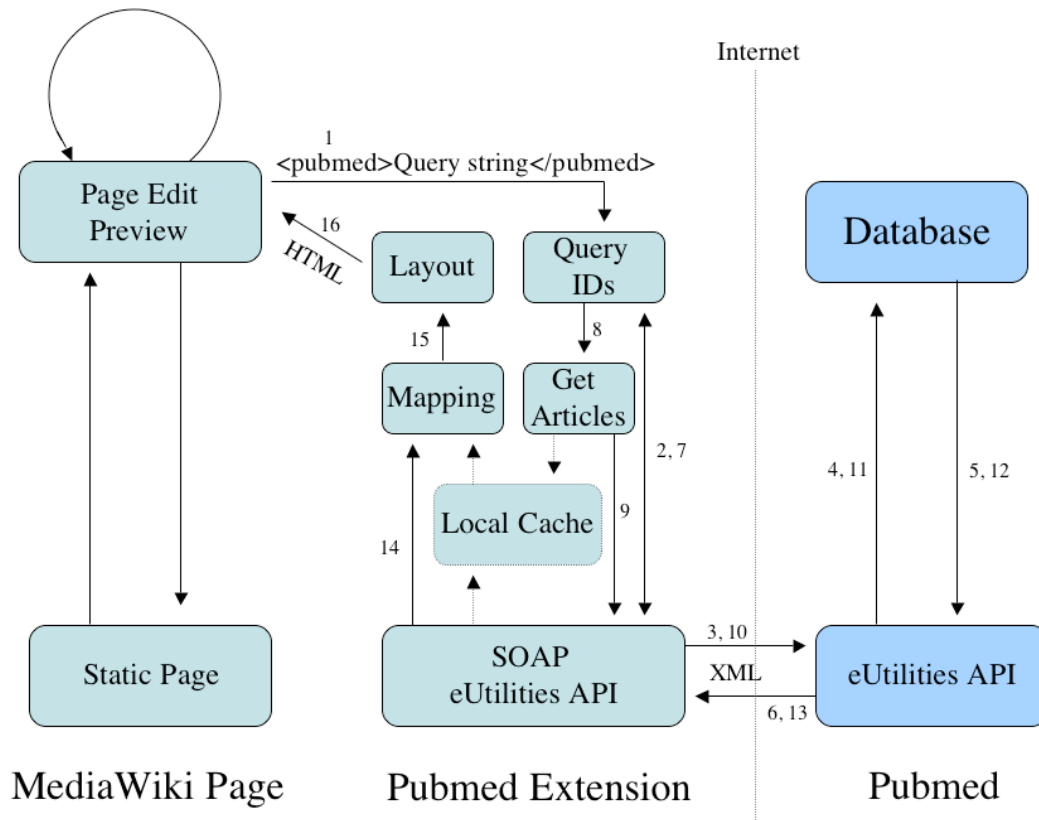 Internet
1
<pubmed>Query string</pubmed>
Page Edit
Preview
16
HTML
Layout
Query
IDs
Database
15
8
Mapping
Get
Articles
2, 7
4, 11
5, 12
9
Local Cache
14
Static Page
SOAP
eUtilities API
3, 10
XML
6, 13
eUtilities API
MediaWiki Page
Pubmed Extension
Pubmed